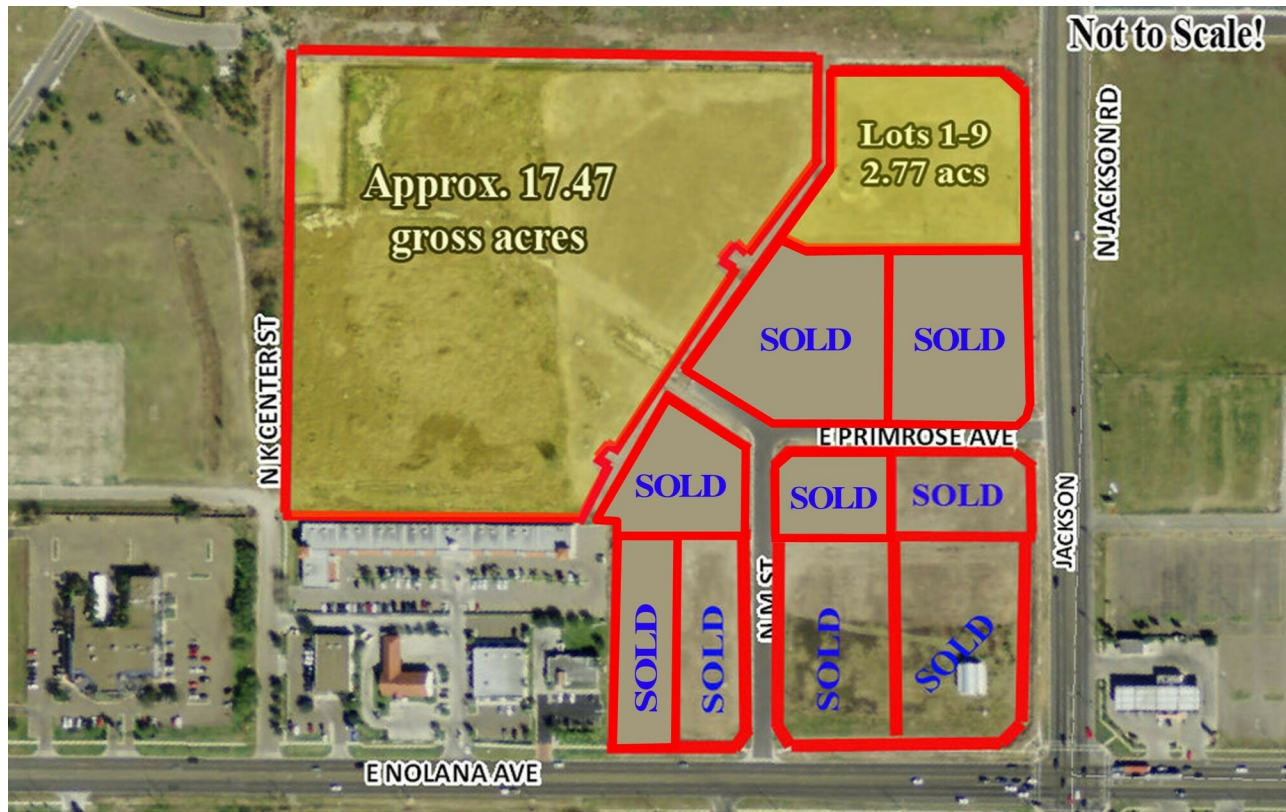 Not to Scale!
Approx. 17.47
gross acres
Lots 1-9
2.77 acs
N JACKSON RD
SOLD
SOLD
N K CENTER ST
E PRIMROSE AVE
SOLD
SOLD
SOLD
JACKSON
N M ST
SOLD
SOLD
SOLD
SOLD
E NOLANA AVE